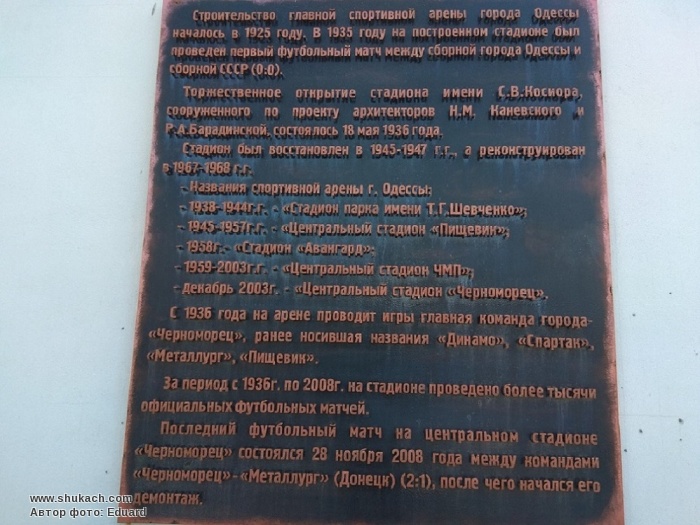 Строительство главной спортивной арены города Одессы
началось в 1925 году. В 1935 году на построенном стадионе был
проведен первый футбольный матч между сборной города Одессы и
сборной СССР (0:0).
Торжественное открытие стадиона имени С.В.Косиора,
сооруженного по проекту архитекторов Н.М. Каневского и
Р.А.Барадинской, состоялось 18 мая 1936 года.
Стадион был восстановлен в 1945-1947 г.г., а реконструирован
в 1967-1968 г.г.
- Названия спортивной арены г. Одессы:
- 1938-1944г.г. - «Стадион парка имени Т.Г.Шевченко»;
- 1945-1957г.г. - «Центральный стадион «Пищевик»;
- 1958г.- «Стадион «Авангард»;
- 1959-2003г.г. - «Центральный стадион ЧМП»;
- декабрь 2003г. - «Центральный стадион «Черноморец».
С 1936 года на арене проводит игры главная команда города-
«Черноморец», ранее носившая названия «Динамо», «Спартак»,
«Металлург», «Пищевик».
За период с 1936г. по 2008г. на стадионе проведено более тысячи
официальных футбольных матчей.
Последний футбольный матч на центральном стадионе
«Черноморец» состоялся 28 ноября 2008 года между командами
«Черноморец»-«Металлург» (Донецк) (2:1), после чего начался его
демонтаж.
www.shukach.com
Автор фото: Eduard